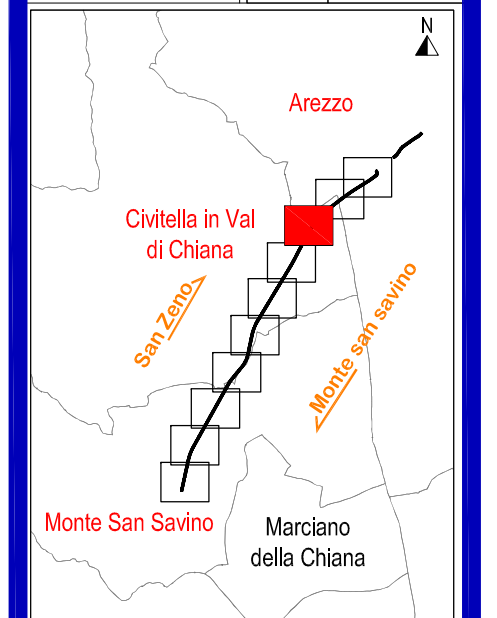 N
Arezzo
Civitella in Val
di Chiana
San Zeno
Monte san savino
Monte San Savino
Marciano
della Chiana